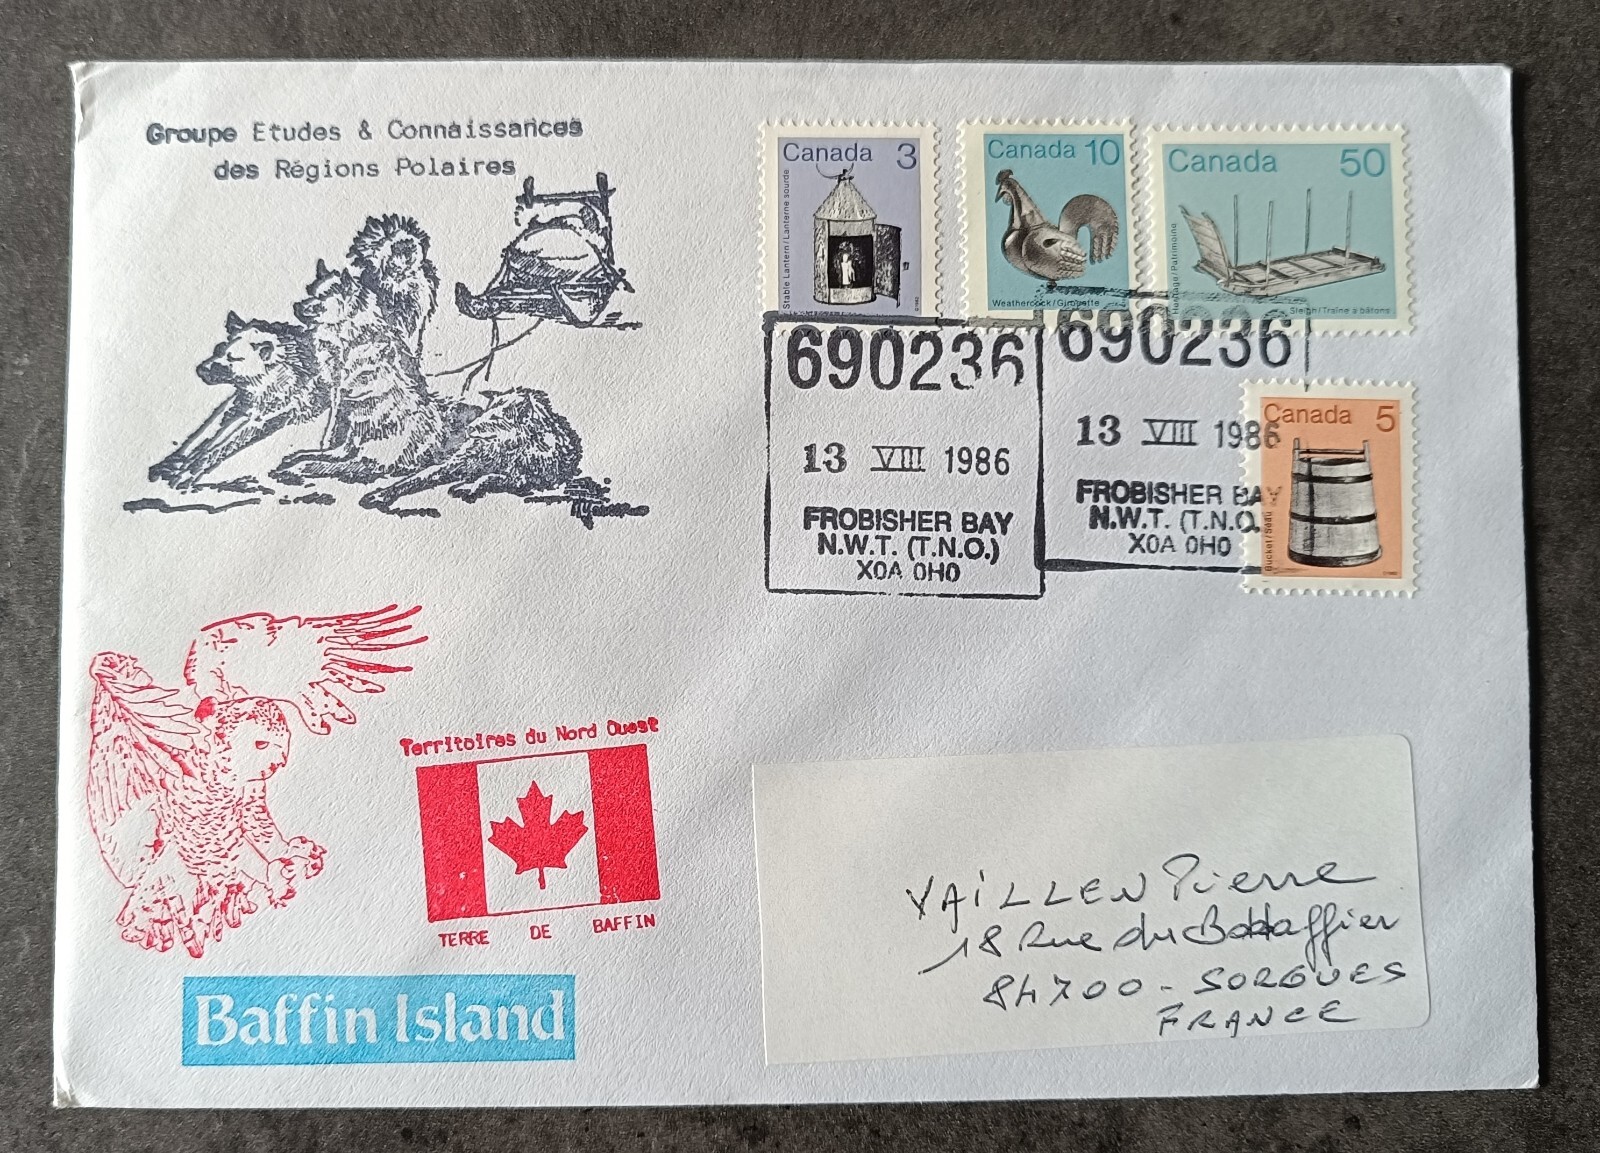 Groupe Etudes & Connaissances
des Régions Polaires
Canada 3
Stable Lantern/Lanterne sourde
Canada 10
Weathercock/Girouette
Canada 50
Heritage/Patrimoine
Sleigh/Traîne à bâtons
690236
13 VIII 1986
FROBISHER BAY
N.W.T. (T.N.O.)
X0A 0H0
690236
13 VIII 1986
FROBISHER BAY
N.W.T. (T.N.O.
X0A 0H0
Canada 5
Bucket/Seau
Territoires du Nord Ouest
TERRE DE BAFFIN
Baffin Island
VAILLEN Pierre
18 Rue du
84700 - SORGUES
FRANCE